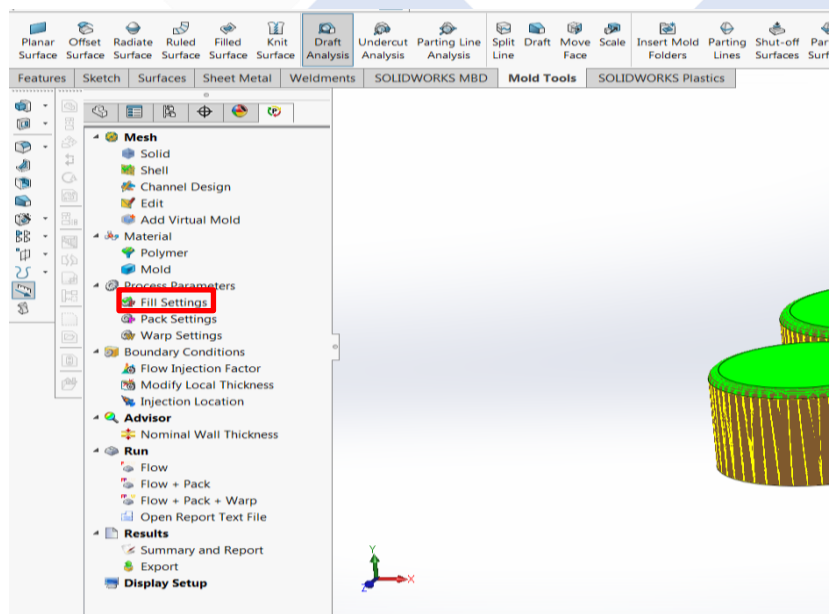 Planar Surface
Offset Surface
Radiate Surface
Ruled Surface
Filled Surface
Knit Surface
Draft Analysis
Undercut Analysis
Parting Line Analysis
Split Line
Draft
Move Face
Scale
Insert Mold Folders
Parting Lines
Shut-off Surfaces
Par
Surf
Features Sketch Surfaces Sheet Metal Weldments SOLIDWORKS MBD Mold Tools SOLIDWORKS Plastics
Mesh
Solid
Shell
Channel Design
Edit
Add Virtual Mold
Material
Polymer
Mold
Process Parameters
Fill Settings
Pack Settings
Warp Settings
Boundary Conditions
Flow Injection Factor
Modify Local Thickness
Injection Location
Advisor
Nominal Wall Thickness
Run
Flow
Flow + Pack
Flow + Pack + Warp
Open Report Text File
Results
Summary and Report
Export
Display Setup
Y
X
Z